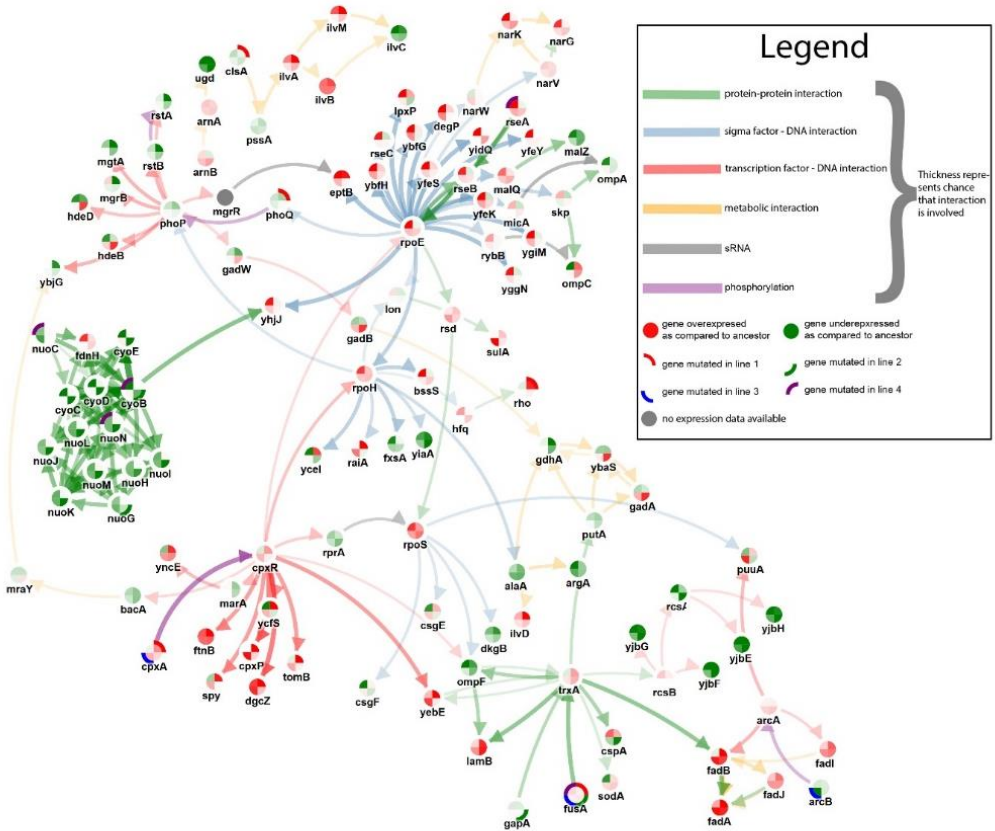 ilvM
ilvC
narK
narG
ugd
clsA
ilvA
ilvB
narV
rstA
arnA
pssA
lpxP
degP
narW
rseA
mgtA
rstB
arnB
rseC
ybfG
yidQ
yfeY
malZ
ompA
mgrB
mgrR
eptB
ybfH
yfeS
rseB
malQ
hdeD
phoP
phoQ
yfeK
micA
skp
hdeB
gadW
rpoE
rybB
ygiM
ybjG
yggN
ompC
yhjJ
lon
nuoC
fdnH
cyoE
gadB
rsd
sulA
cyoC
cyoD
cyoB
rpoH
bssS
rho
nuoL
nuoN
hfq
nuoJ
nuoM
nuoH
nuoI
yceI
raiA
fxsA
yiaA
gdhA
ybaS
nuoK
nuoG
gadA
putA
rprA
rpoS
mraY
yncE
cpxR
alaA
argA
puuA
bacA
marA
ycfS
csgE
ilvD
rcsA
yjbH
cpxA
ftnB
cpxP
tomB
dkgB
yjbG
yjbE
spy
dgcZ
csgF
ompF
yebE
trxA
rcsB
yjbF
arcA
lamB
cspA
fadB
fadI
gapA
fusA
sodA
fadA
fadJ
arcB
Legend
protein-protein interaction
sigma factor - DNA interaction
transcription factor - DNA interaction
metabolic interaction
sRNA
phosphorylation
Thickness repre-
sents chance
that interaction
is involved
gene overexpresed
as compared to ancestor
gene underepxressed
as compared to ancestor
gene mutated in line 1
gene mutated in line 2
gene mutated in line 3
gene mutated in line 4
no expression data available